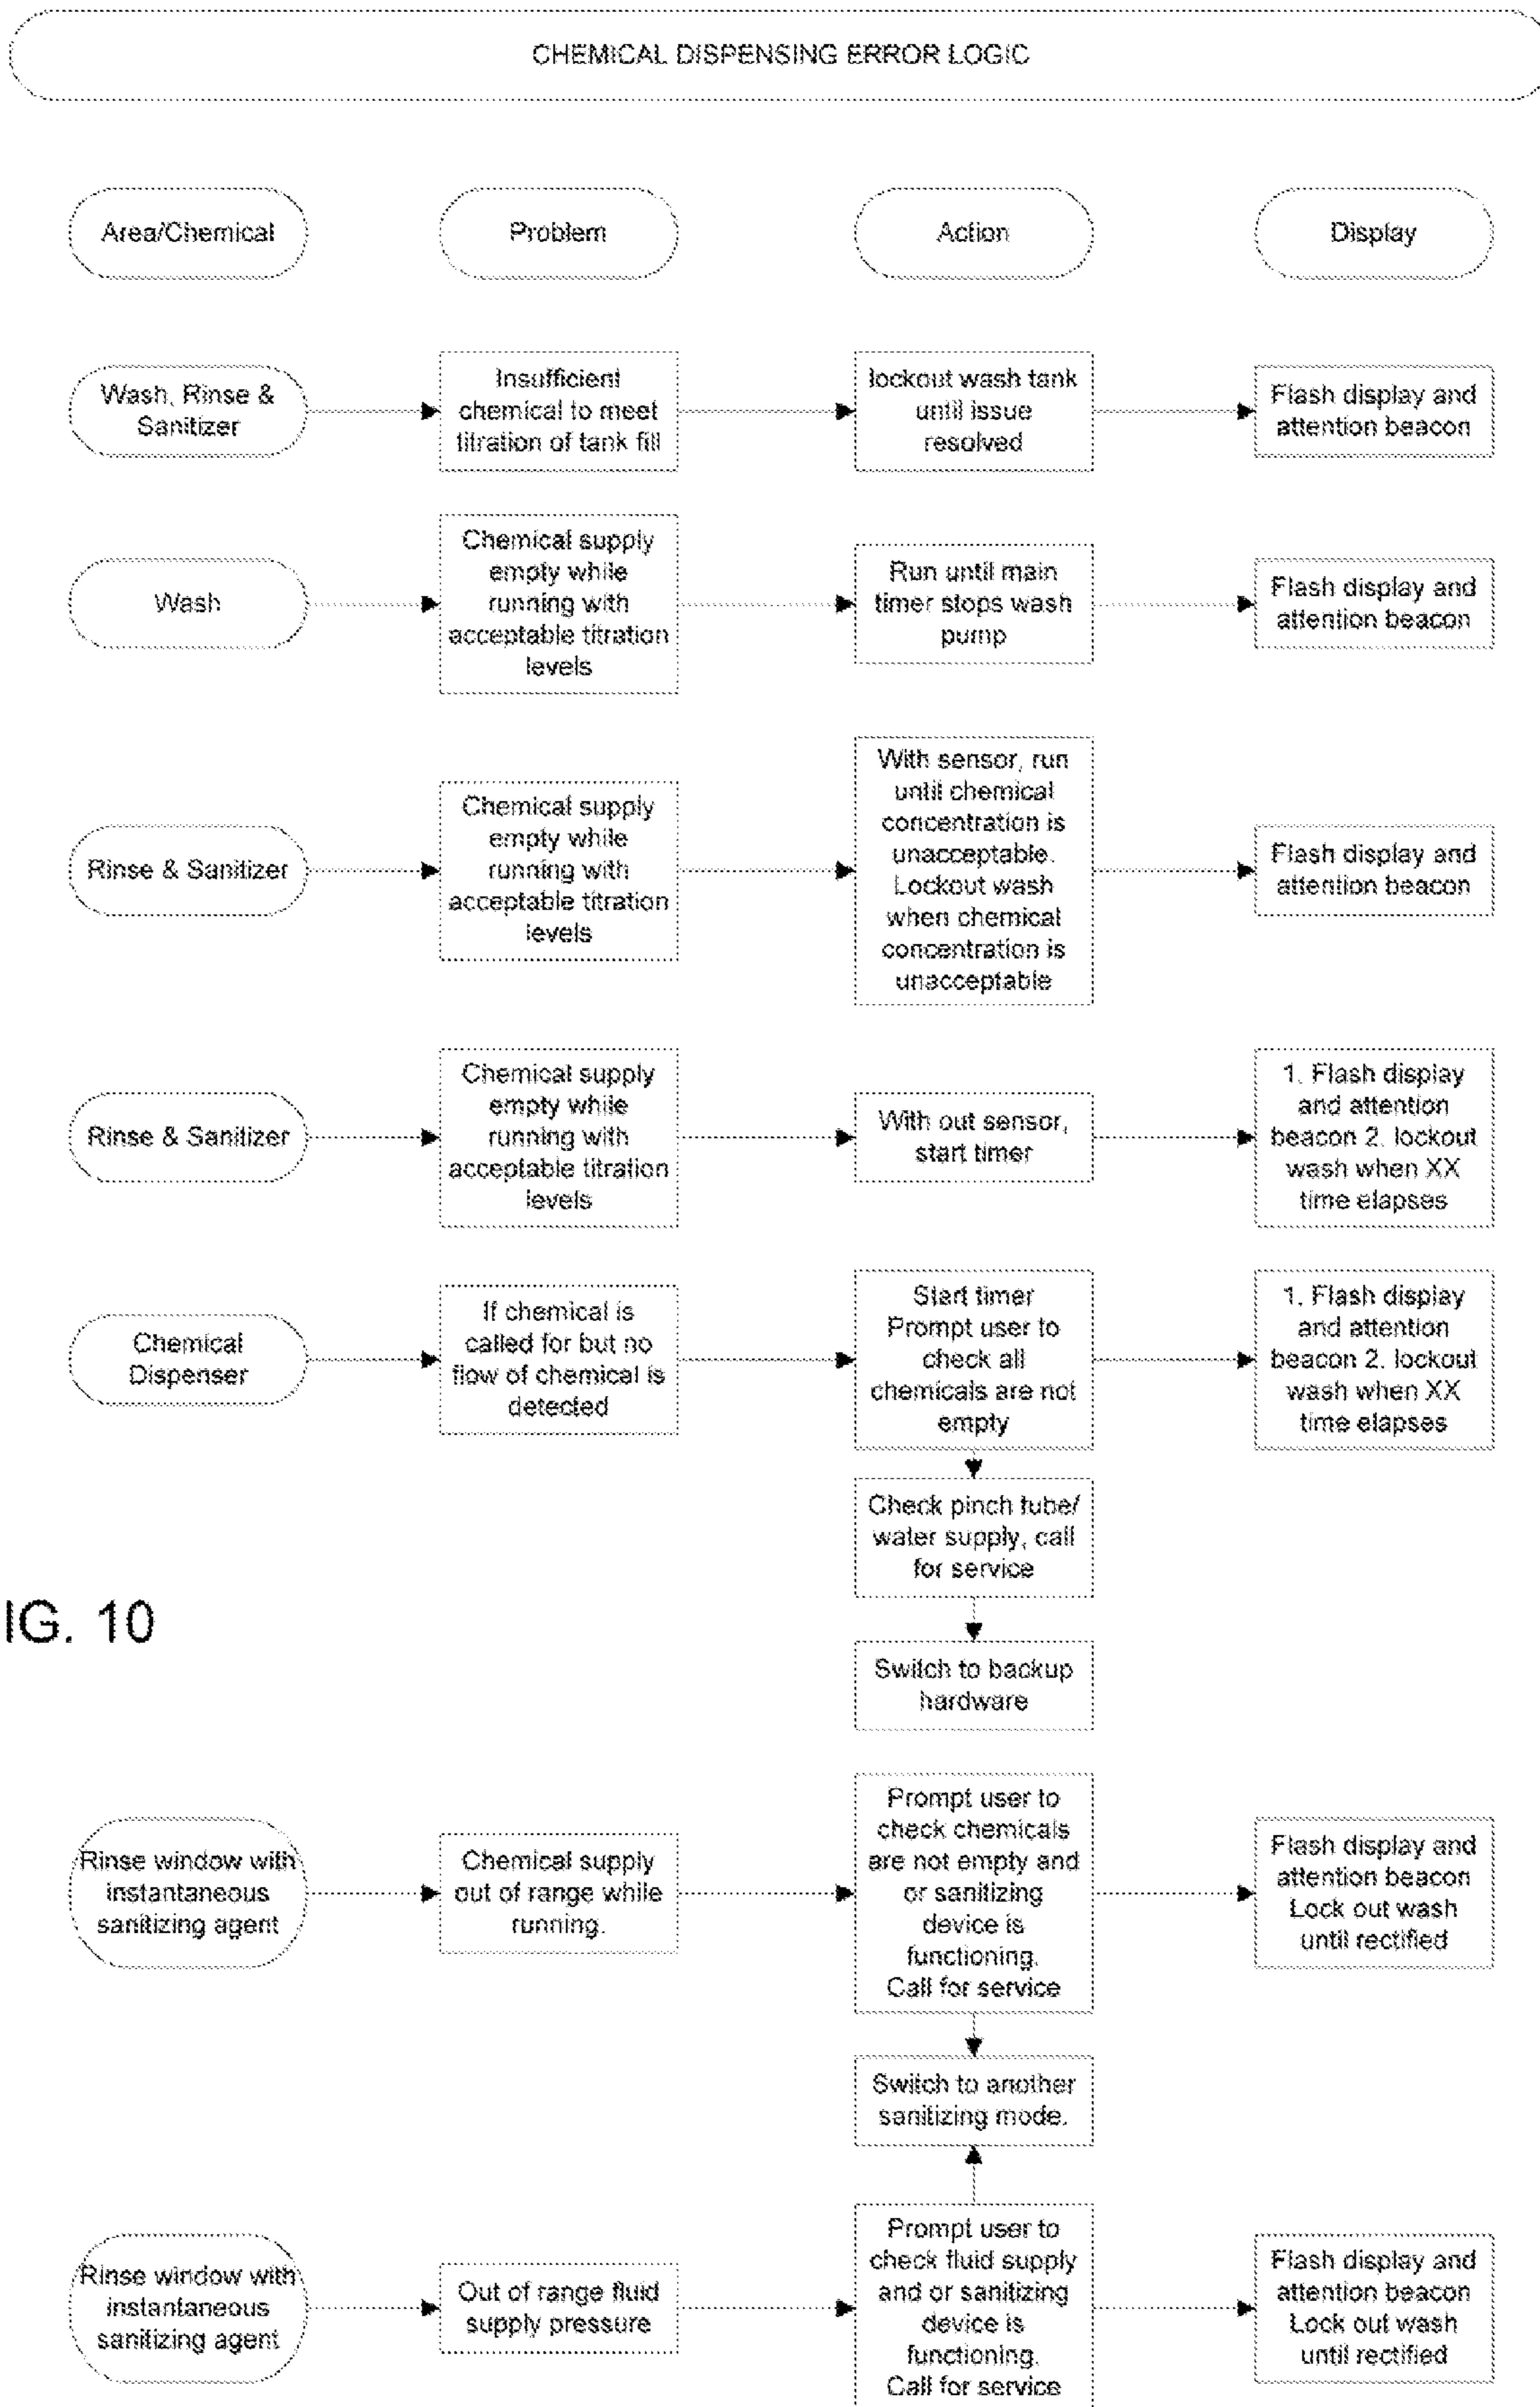 CHEMICAL DISPENSING ERROR LOGIC
Area/Chemical
Problem
Action
Display
Wash, Rinse &
Sanitizer
Insufficient
chemical to meet
titration of tank fill
lockout wash tank
until issue
resolved
Flash display and
attention beacon
Wash
Chemical supply
empty while
running with
acceptable titration
levels
Run until main
timer stops wash
pump
Flash display and
attention beacon
Rinse & Sanitizer
Chemical supply
empty while
running with
acceptable titration
levels
With sensor, run
until chemical
concentration is
unacceptable.
Lockout wash
when chemical
concentration is
unacceptable
Flash display and
attention beacon
Rinse & Sanitizer
Chemical supply
empty while
running with
acceptable titration
levels
With out sensor,
start timer
1. Flash display
and attention
beacon 2. lockout
wash when XX
time elapses
Chemical
Dispenser
If chemical is
called for but no
flow of chemical is
detected
Start timer
Prompt user to
check all
chemicals are not
empty
1. Flash display
and attention
beacon 2. lockout
wash when XX
time elapses
Check pinch tube/
water supply, call
for service
IG. 10
Switch to backup
hardware
Rinse window with
instantaneous
sanitizing agent
Chemical supply
out of range while
running.
Prompt user to
check chemicals
are not empty and
or sanitizing
device is
functioning.
Call for service
Flash display and
attention beacon
Lock out wash
until rectified
Switch to another
sanitizing mode.
Rinse window with
instantaneous
sanitizing agent
Out of range fluid
supply pressure
Prompt user to
check fluid supply
and or sanitizing
device is
functioning.
Call for service
Flash display and
attention beacon
Lock out wash
until rectified